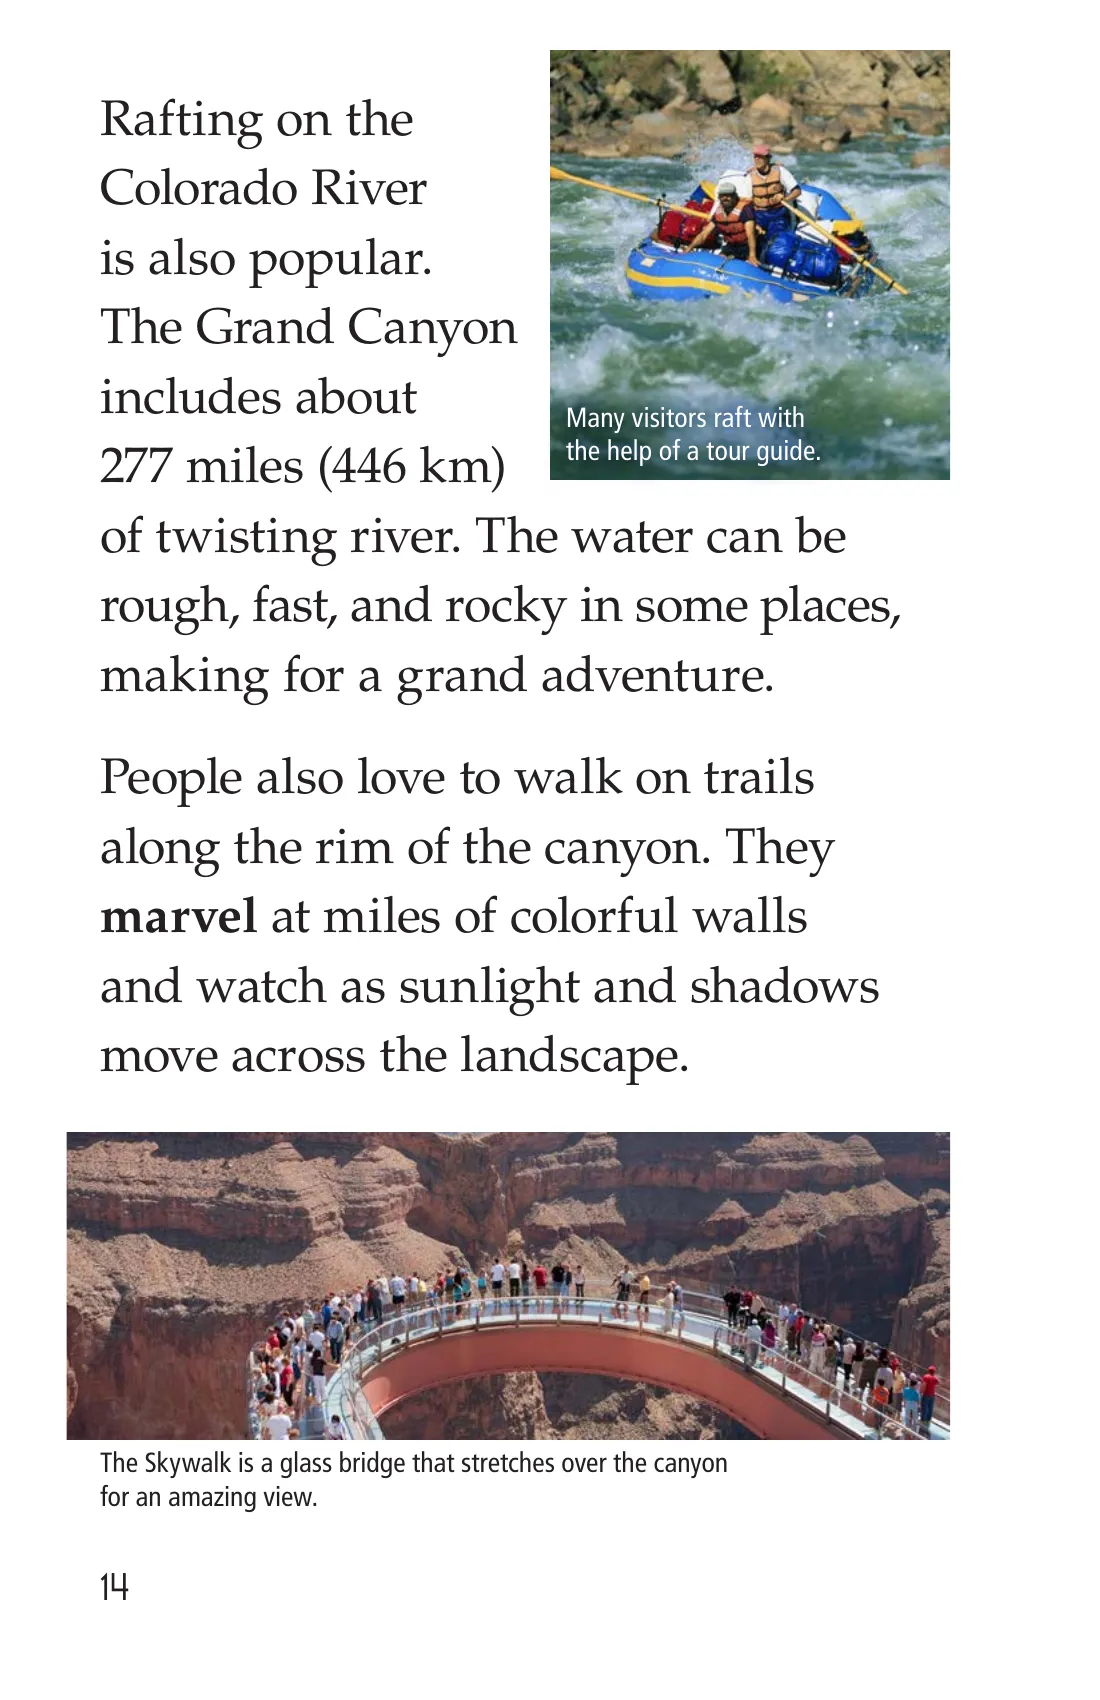 Rafting on the
Colorado River
is also popular.
The Grand Canyon
includes about
277 miles (446 km)
of twisting river. The water can be
rough, fast, and rocky in some places,
making for a grand adventure.
Many visitors raft with
the help of a tour guide.
People also love to walk on trails
along the rim of the canyon. They
marvel at miles of colorful walls
and watch as sunlight and shadows
move across the landscape.
The Skywalk is a glass bridge that stretches over the canyon
for an amazing view.
14